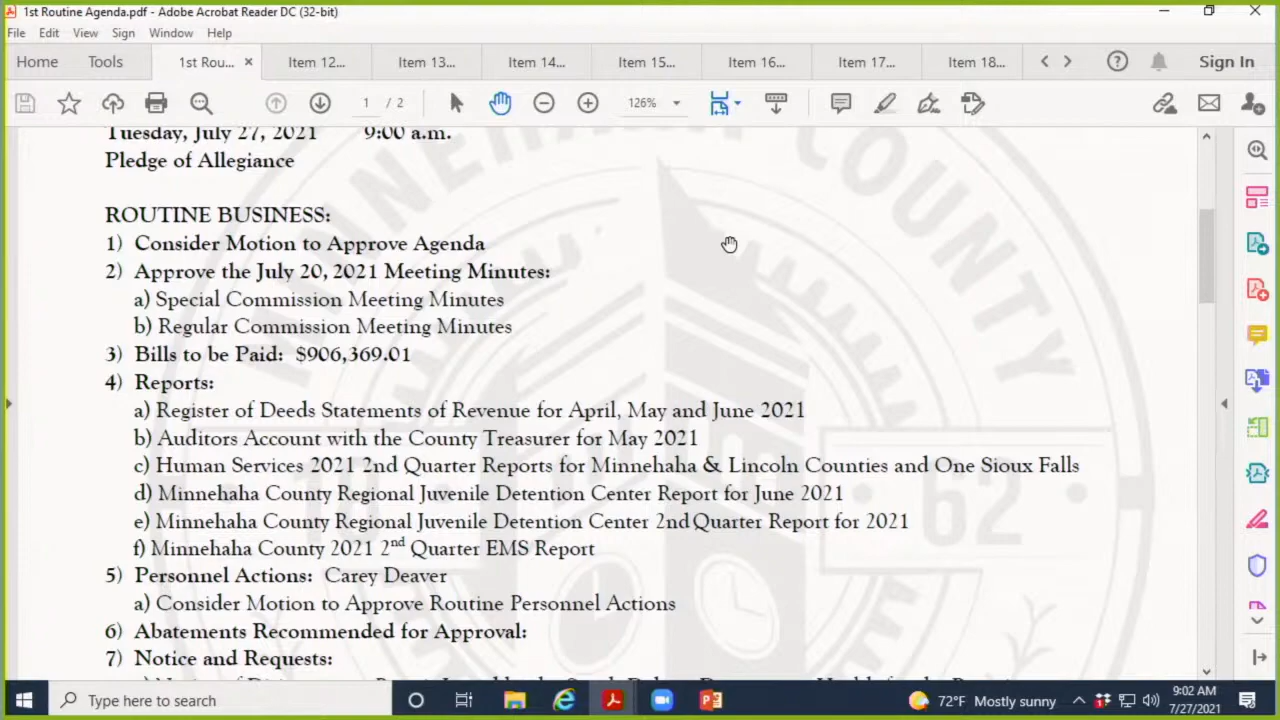 1st Routine Agenda.pdf - Adobe Acrobat Reader DC (32-bit)
File Edit View Sign Window Help
Home Tools 1st Rou... × Item 12... Item 13... Item 14... Item 15... Item 16... Item 17... Item 18... Sign In
1 / 2 126%
Tuesday, July 27, 2021 9:00 a.m.
Pledge of Allegiance
ROUTINE BUSINESS:
1) Consider Motion to Approve Agenda
2) Approve the July 20, 2021 Meeting Minutes:
a) Special Commission Meeting Minutes
b) Regular Commission Meeting Minutes
3) Bills to be Paid: $906,369.01
4) Reports:
a) Register of Deeds Statements of Revenue for April, May and June 2021
b) Auditors Account with the County Treasurer for May 2021
c) Human Services 2021 2nd Quarter Reports for Minnehaha & Lincoln Counties and One Sioux Falls
d) Minnehaha County Regional Juvenile Detention Center Report for June 2021
e) Minnehaha County Regional Juvenile Detention Center 2nd Quarter Report for 2021
f) Minnehaha County 2021 2nd Quarter EMS Report
5) Personnel Actions: Carey Deaver
a) Consider Motion to Approve Routine Personnel Actions
6) Abatements Recommended for Approval:
7) Notice and Requests:
MINNEHAHA COUNTY
18 62
Type here to search
72°F Mostly sunny
9:02 AM
7/27/2021